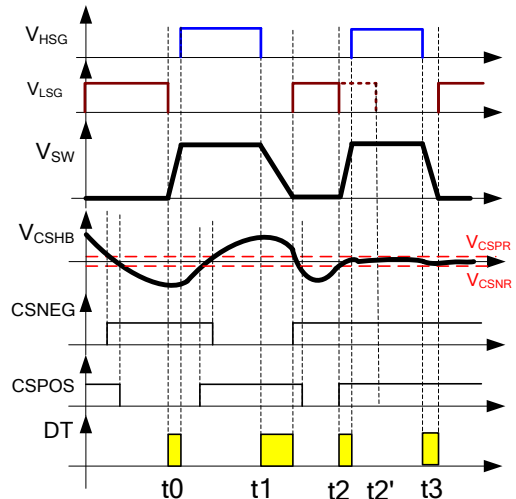 VHSG
VLSG
VSW
VCSHB
VCSPR
VCSNR
CSNEG
CSPOS
DT
t0 t1 t2 t2' t3